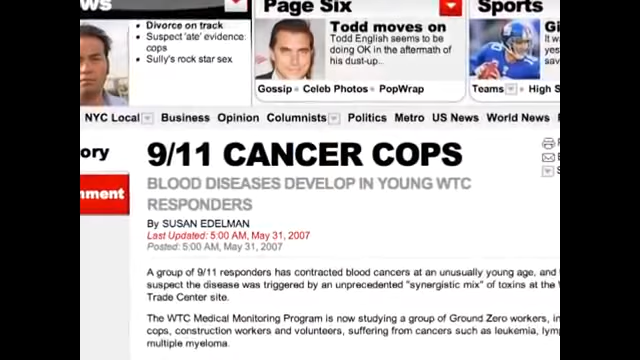 ws
Divorce on track
Suspect 'ate' evidence:
cops
Sully's rock star sex
Page Six
Todd moves on
Todd English seems to
be doing OK in the
aftermath of
his dust-up..
Gossip Celeb Photos PopWrap
Sports
It w
yes
sav
Teams High S
NYC Local Business Opinion Columnists Politics Metro US News World News
ory
mment
9/11 CANCER COPS
BLOOD DISEASES DEVELOP IN YOUNG WTC
RESPONDERS
By SUSAN EDELMAN
Last Updated: 5:00 AM, May 31, 2007
Posted: 5:00 AM, May 31, 2007
A group of 9/11 responders has contracted blood cancers at an unusually young age, and
suspect the disease was triggered by an unprecedented "synergistic mix" of toxins at the
Trade Center site.
The WTC Medical Monitoring Program is now studying a group of Ground Zero workers, in
cops, construction workers and volunteers, suffering from cancers such as leukemia, lym
multiple myeloma.